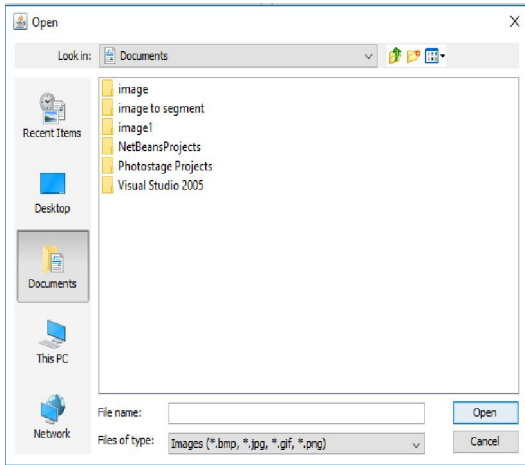 Open
Look in: Documents
image
image to segment
image1
NetBeansProjects
Photostage Projects
Visual Studio 2005
Recent Items
Desktop
Documents
This PC
Network
File name:
Open
Files of type: Images (*.bmp, *.jpg, *.gif, *.png)
Cancel